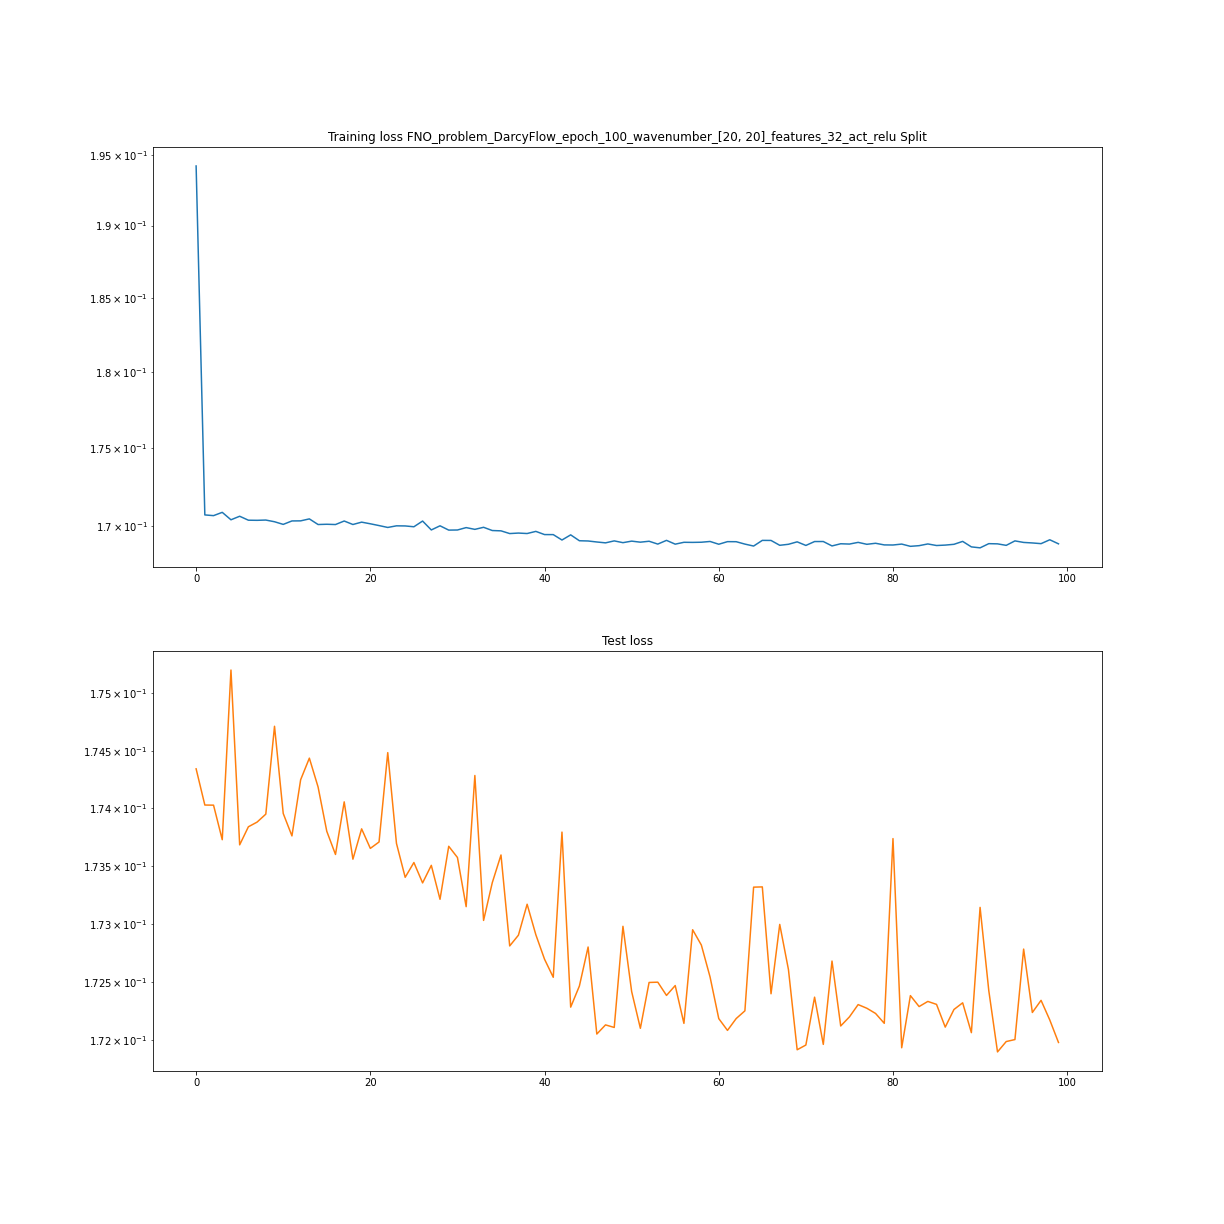 Training loss FNO_problem_DarcyFlow_epoch_100_wavenumber_[20, 20]_features_32_act_relu Split
1.95 × 10⁻¹
1.9 × 10⁻¹
1.85 × 10⁻¹
1.8 × 10⁻¹
1.75 × 10⁻¹
1.7 × 10⁻¹
0 20 40 60 80 100
Test loss
1.75 × 10⁻¹
1.745 × 10⁻¹
1.74 × 10⁻¹
1.735 × 10⁻¹
1.73 × 10⁻¹
1.725 × 10⁻¹
1.72 × 10⁻¹
0 20 40 60 80 100